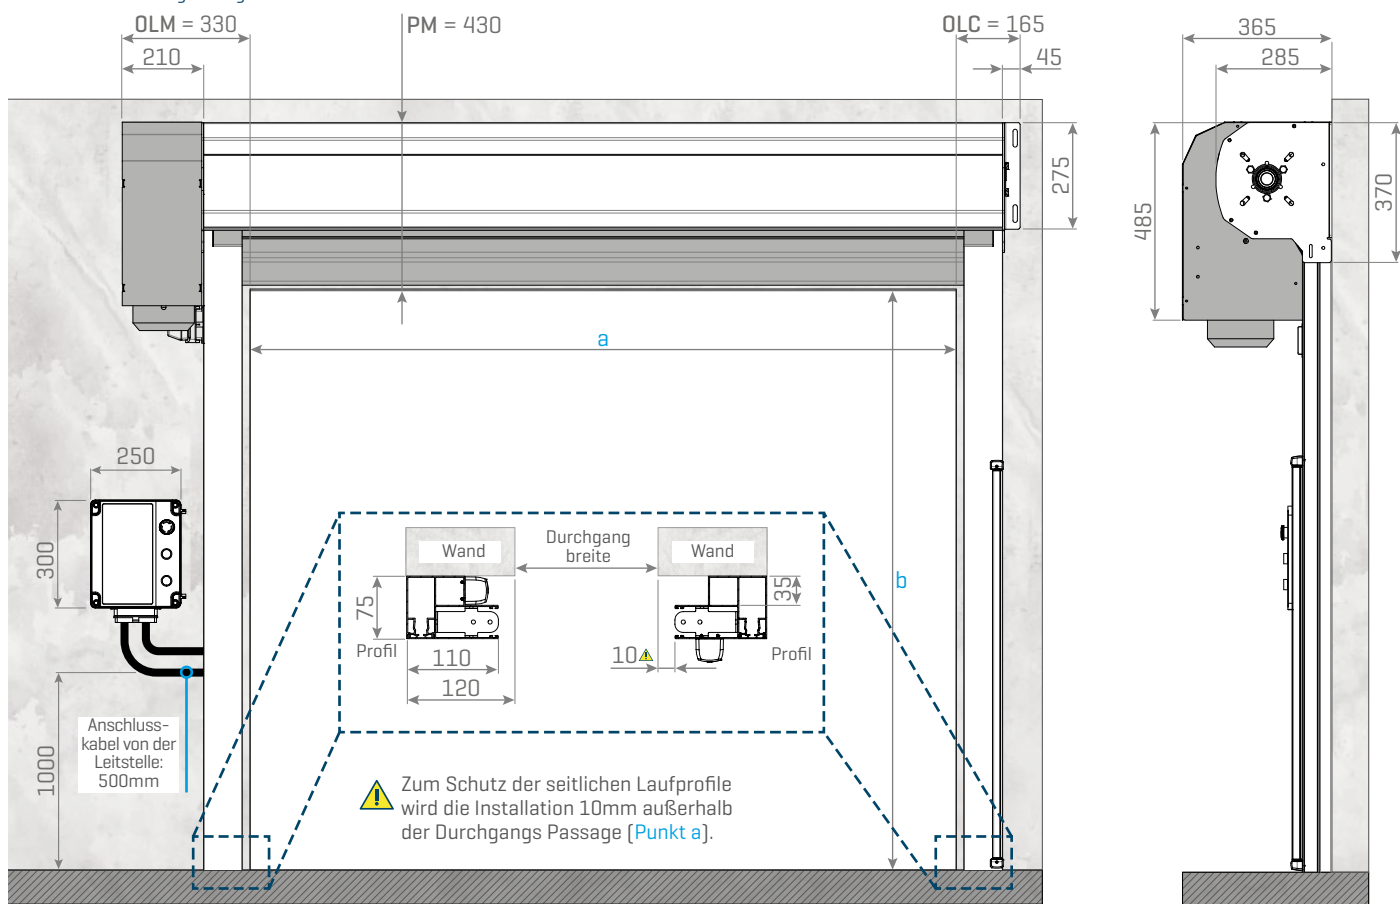 OLM = 330
PM = 430
OLC = 165
365
210
45
285
275
485
370
a
250
300
Wand
Durchgang
breite
Wand
b
75
35
Profil
110
10
Profil
120
Anschluss-
kabel von der
Leitstelle:
500mm
1000
Zum Schutz der seitlichen Laufprofile
wird die Installation 10mm außerhalb
der Durchgangs Passage (Punkt a).